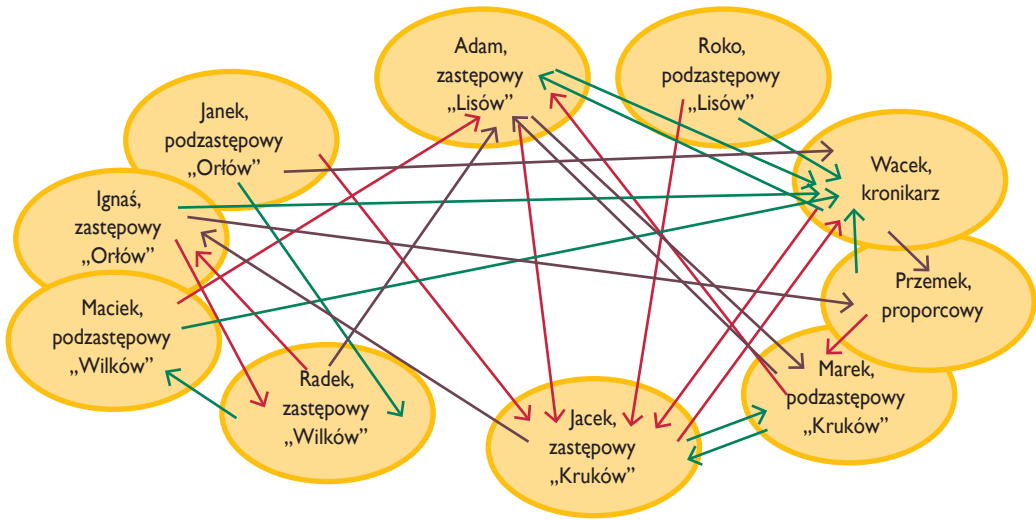 Adam,
zastępowy
„Lisów”
Roko,
podzastępowy
„Lisów”
Janek,
podzastępowy
„Orłów”
Wacek,
kronikarz
Ignaś,
zastępowy
„Orłów”
Przemek,
proporcowy
Maciek,
podzastępowy
„Wilków”
Radek,
zastępowy
„Wilków”
Marek,
podzastępowy
„Kruków”
Jacek,
zastępowy
„Kruków”